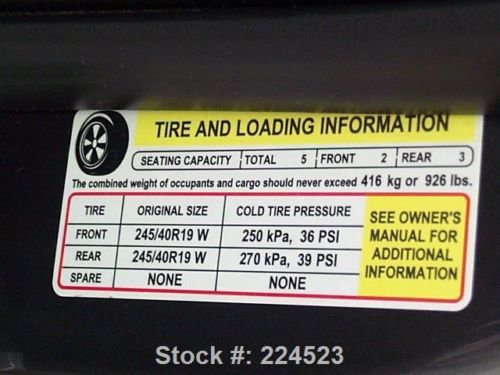 TIRE AND LOADING INFORMATION
SEATING CAPACITY TOTAL 5 FRONT 2 REAR 3
The combined weight of occupants and cargo should never exceed 416 kg or 926 lbs.
TIRE ORIGINAL SIZE COLD TIRE PRESSURE
FRONT 245/40R19 W 250 kPa, 36 PSI
REAR 245/40R19 W 270 kPa, 39 PSI
SPARE NONE NONE
SEE OWNER'S
MANUAL FOR
ADDITIONAL
INFORMATION
Stock #: 224523